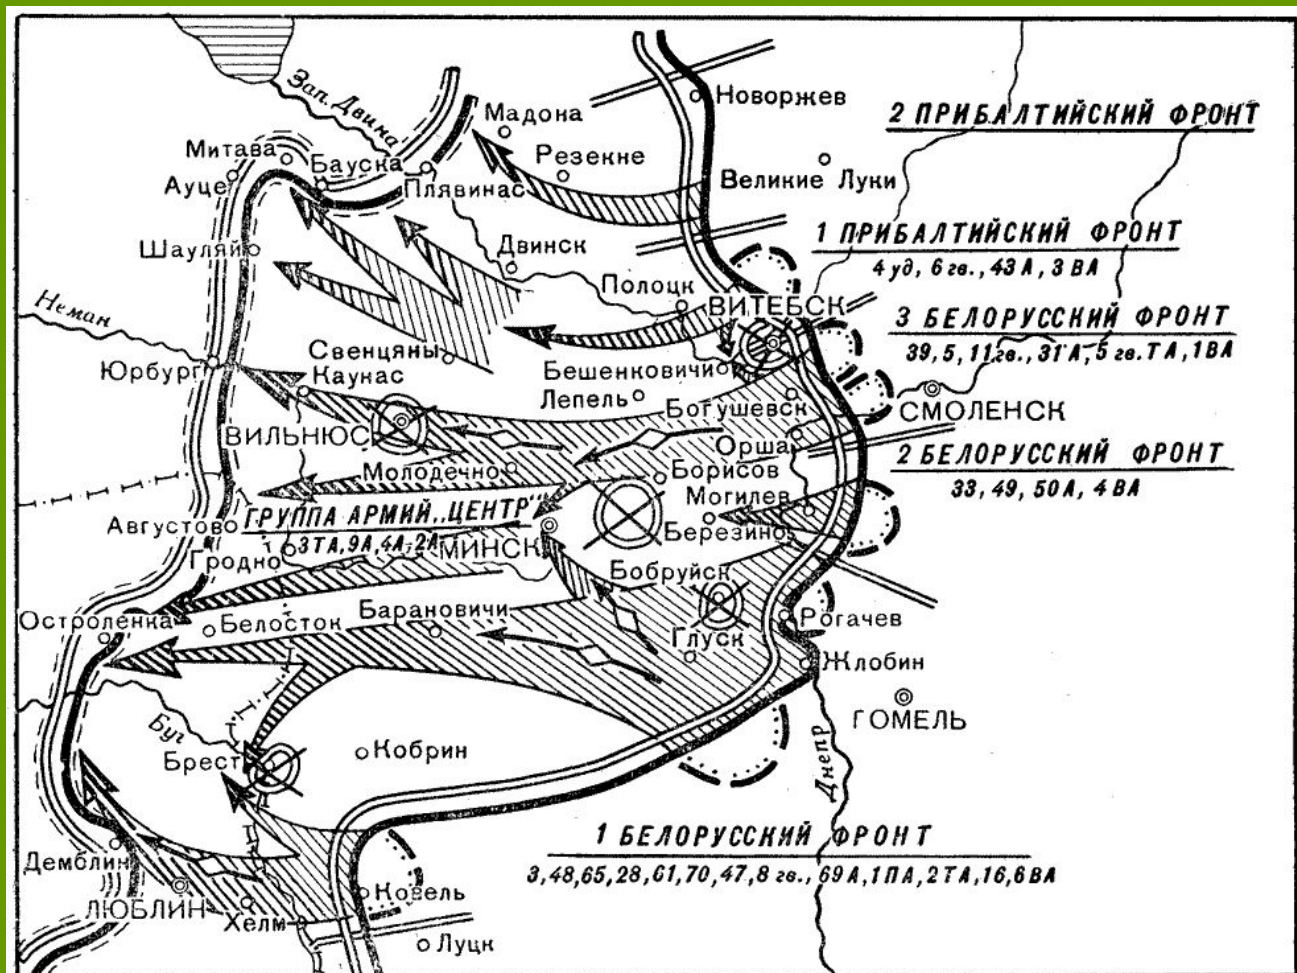 Зап. Двина
Мадона
Новоржев
2 ПРИБАЛТИЙСКИЙ ФРОНТ
Митава
Бауска
Резекне
Ауце
Плявинас
Великие Луки
1 ПРИБАЛТИЙСКИЙ ФРОНТ
4 уд, 6 гв., 43 А, 3 ВА
Шауляй
Двинск
Неман
Полоцк
ВИТЕБСК
3 БЕЛОРУССКИЙ ФРОНТ
39, 5, 11 гв., 31 А, 5 гв. ТА, 1 ВА
Свенцяны
Юрбург
Каунас
Бешенковичи
Лепель
Богушевск
СМОЛЕНСК
ВИЛЬНЮС
Орша
2 БЕЛОРУССКИЙ ФРОНТ
33, 49, 50 А, 4 ВА
Молодечно
Борисов
Могилев
Августово
ГРУППА АРМИЙ „ЦЕНТР"
3 ТА, 9 А, 4 А, 2 А
МИНСК
Березино
Гродно
Бобруйск
Остроленка
Белосток
Барановичи
Рогачев
Глуск
Жлобин
ГОМЕЛЬ
Буг
Брест
Кобрин
Днепр
1 БЕЛОРУССКИЙ ФРОНТ
3, 48, 65, 28, 61, 70, 47, 8 гв., 69 А, 1 ПА, 2 ТА, 16, 6 ВА
Демблин
ЛЮБЛИН
Хелм
Ковель
Луцк